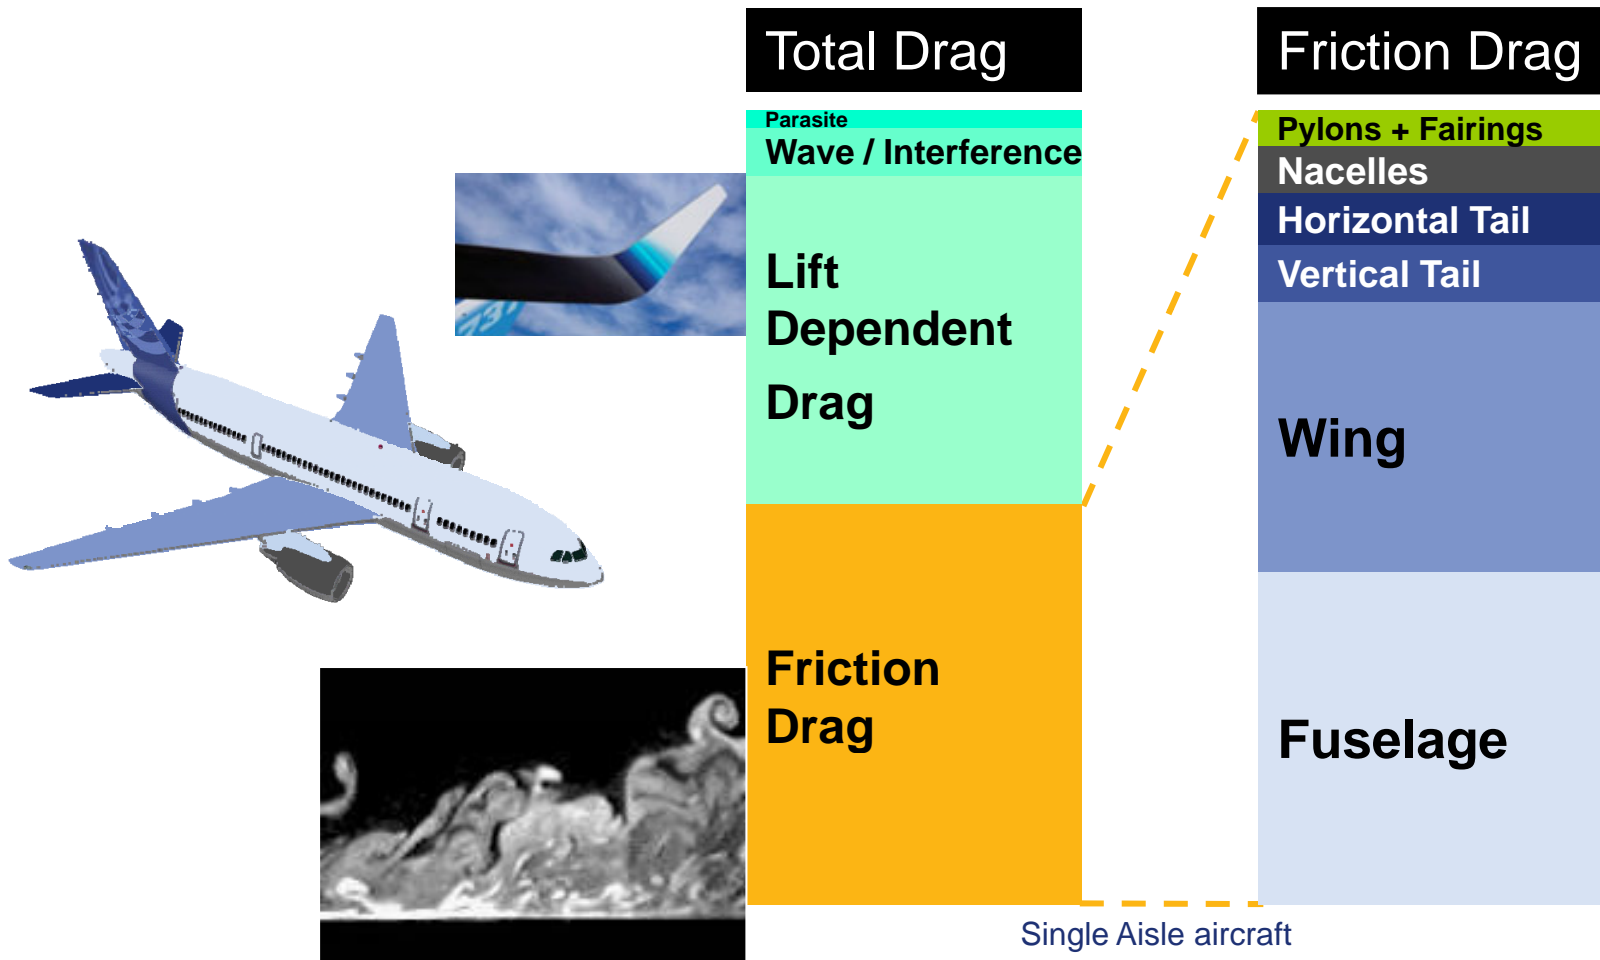 Total Drag
Parasite
Wave / Interference
Lift
Dependent
Drag
Friction
Drag
Friction Drag
Pylons + Fairings
Nacelles
Horizontal Tail
Vertical Tail
Wing
Fuselage
Single Aisle aircraft
737